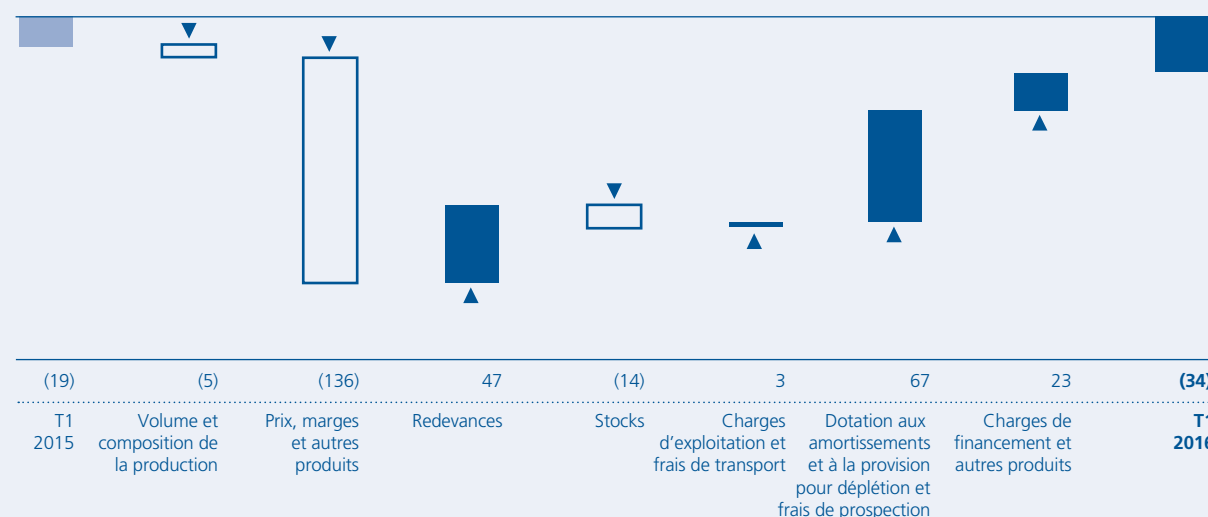 (19) (5) (136) 47 (14) 3 67 23 (34)
T1
2015
Volume et
composition de
la production
Prix, marges
et autres
produits
Redevances
Stocks
Charges
d'exploitation et
frais de transport
Dotation aux
amortissements
et à la provision
pour déplétion et
frais de prospection
Charges de
financement et
autres produits
T1
2016